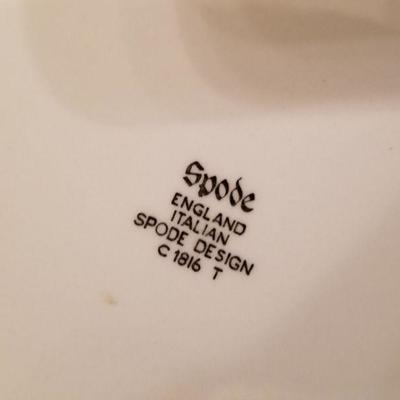 Spode
ENGLAND
ITALIAN
SPODE DESIGN
C 1816 T